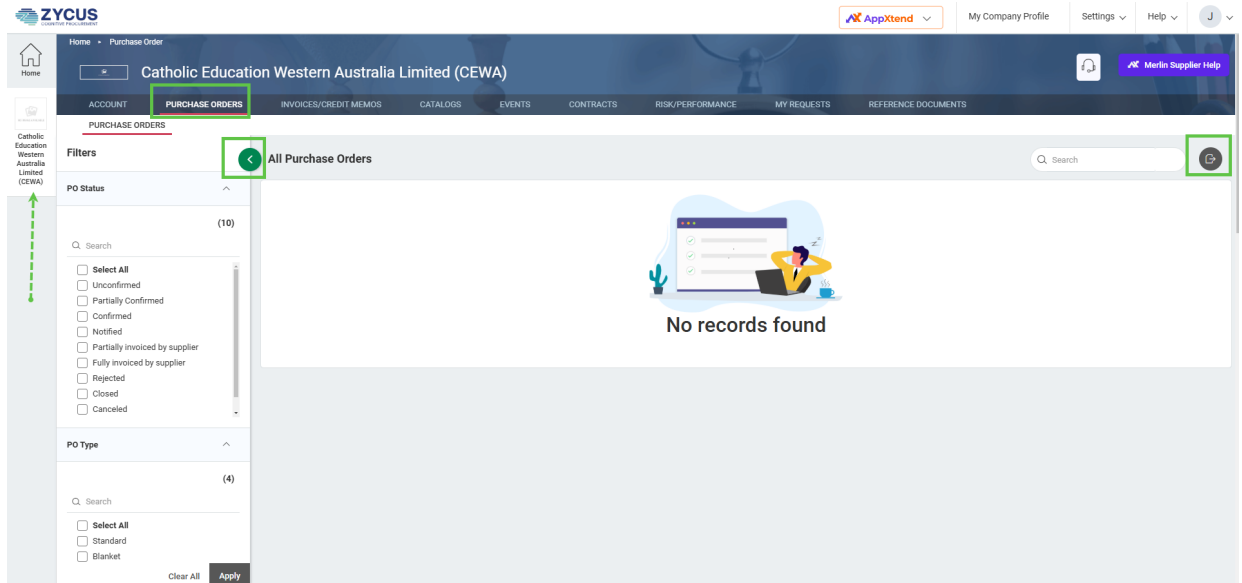 ZYCUS
COGNITIVE PROCUREMENT
AppXtend
My Company Profile
Settings
Help
J
Home
Home Purchase Order
Catholic Education Western Australia Limited (CEWA)
Merlin Supplier Help
ACCOUNT PURCHASE ORDERS INVOICES/CREDIT MEMOS CATALOGS EVENTS CONTRACTS RISK/PERFORMANCE MY REQUESTS REFERENCE DOCUMENTS
PURCHASE ORDERS
Catholic
Education
Western
Australia
Limited
(CEWA)
Filters
PO Status
(10)
Search
Select All
Unconfirmed
Partially Confirmed
Confirmed
Notified
Partially invoiced by supplier
Fully invoiced by supplier
Rejected
Closed
Canceled
PO Type
(4)
Search
Select All
Standard
Blanket
Clear All Apply
All Purchase Orders
Search
z
No records found